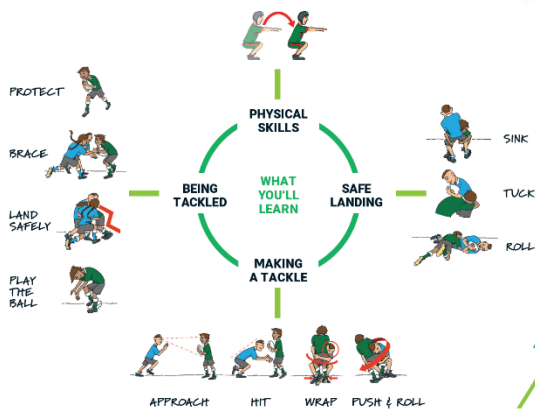 PHYSICAL
SKILLS
PROTECT
BRACE
LAND
SAFELY
PLAY
THE
BALL
BEING
TACKLED
WHAT
YOU'LL
LEARN
SAFE
LANDING
SINK
TUCK
ROLL
MAKING
A TACKLE
APPROACH
HIT
WRAP
PUSH & ROLL